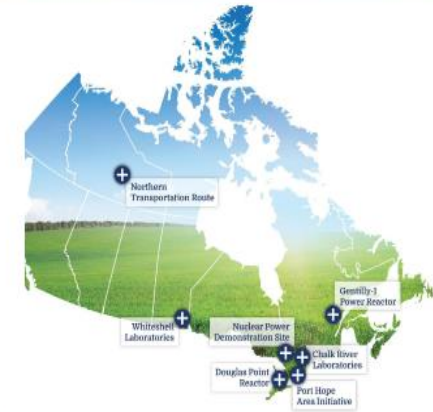 Northern
Transportation Route
Gentilly-1
Power Reactor
Whiteshell
Laboratories
Nuclear Power
Demonstration Site
Chalk River
Laboratories
Douglas Point
Reactor
Port Hope
Area Initiative